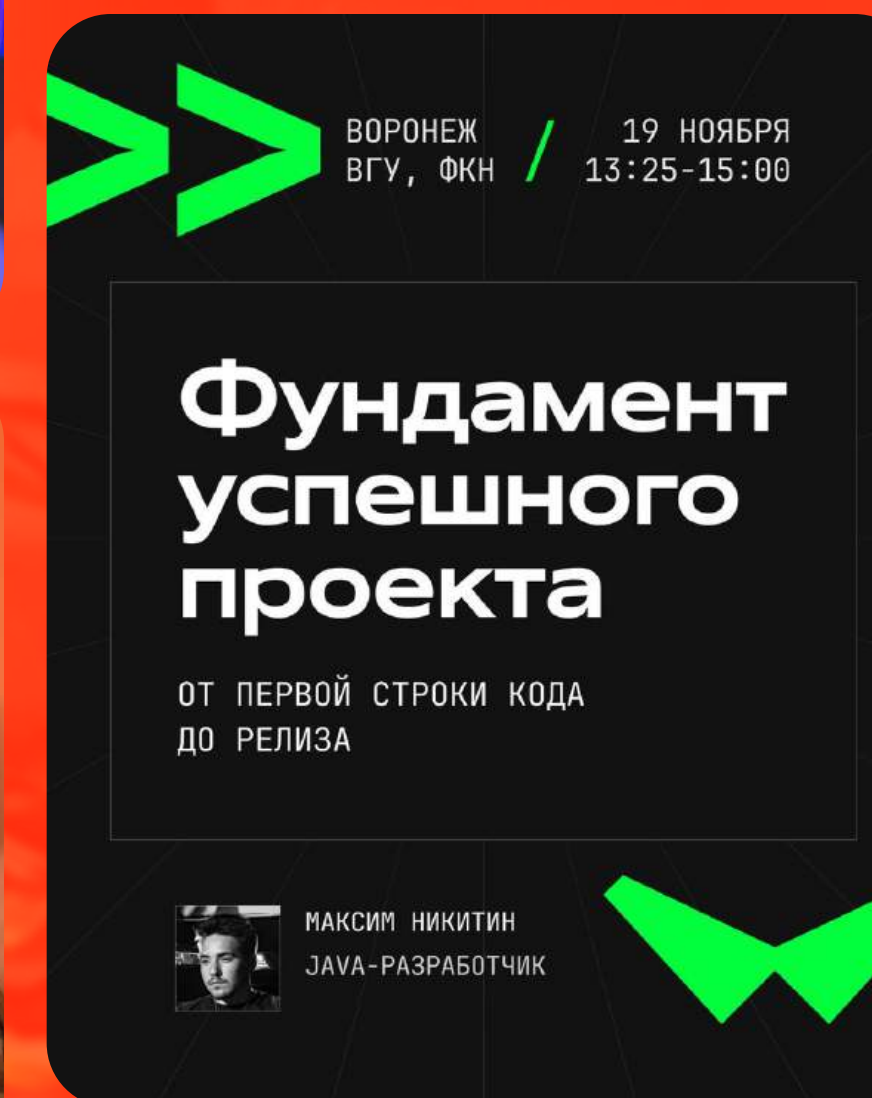 ВОРОНЕЖ
ВГУ, ФКН / 19 НОЯБРЯ
13:25-15:00
Фундамент
успешного
проекта
ОТ ПЕРВОЙ СТРОКИ КОДА
ДО РЕЛИЗА
МАКСИМ НИКИТИН
JAVA-РАЗРАБОТЧИК